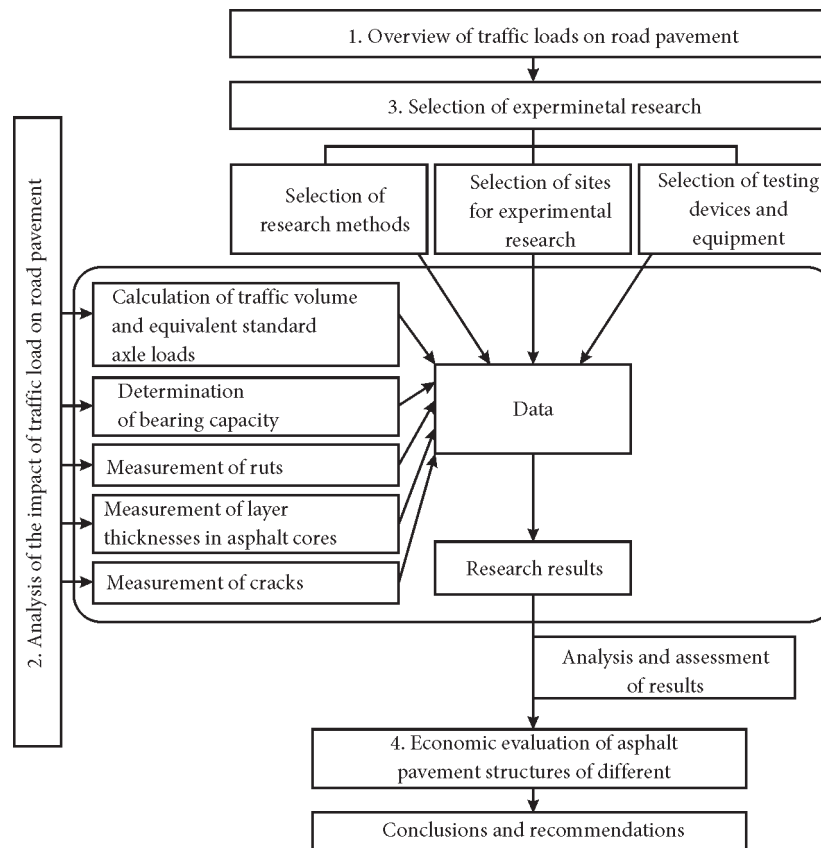 1. Overview of traffic loads on road pavement
3. Selection of experminetal research
Selection of
research methods
Selection of sites
for experimental
research
Selection of testing
devices and
equipment
2. Analysis of the impact of traffic load on road pavement
Calculation of traffic volume
and equivalent standard
axle loads
Determination
of bearing capacity
Measurement of ruts
Measurement of layer
thicknesses in asphalt cores
Measurement of cracks
Data
Research results
Analysis and assessment
of results
4. Economic evaluation of asphalt
pavement structures of different
Conclusions and recommendations